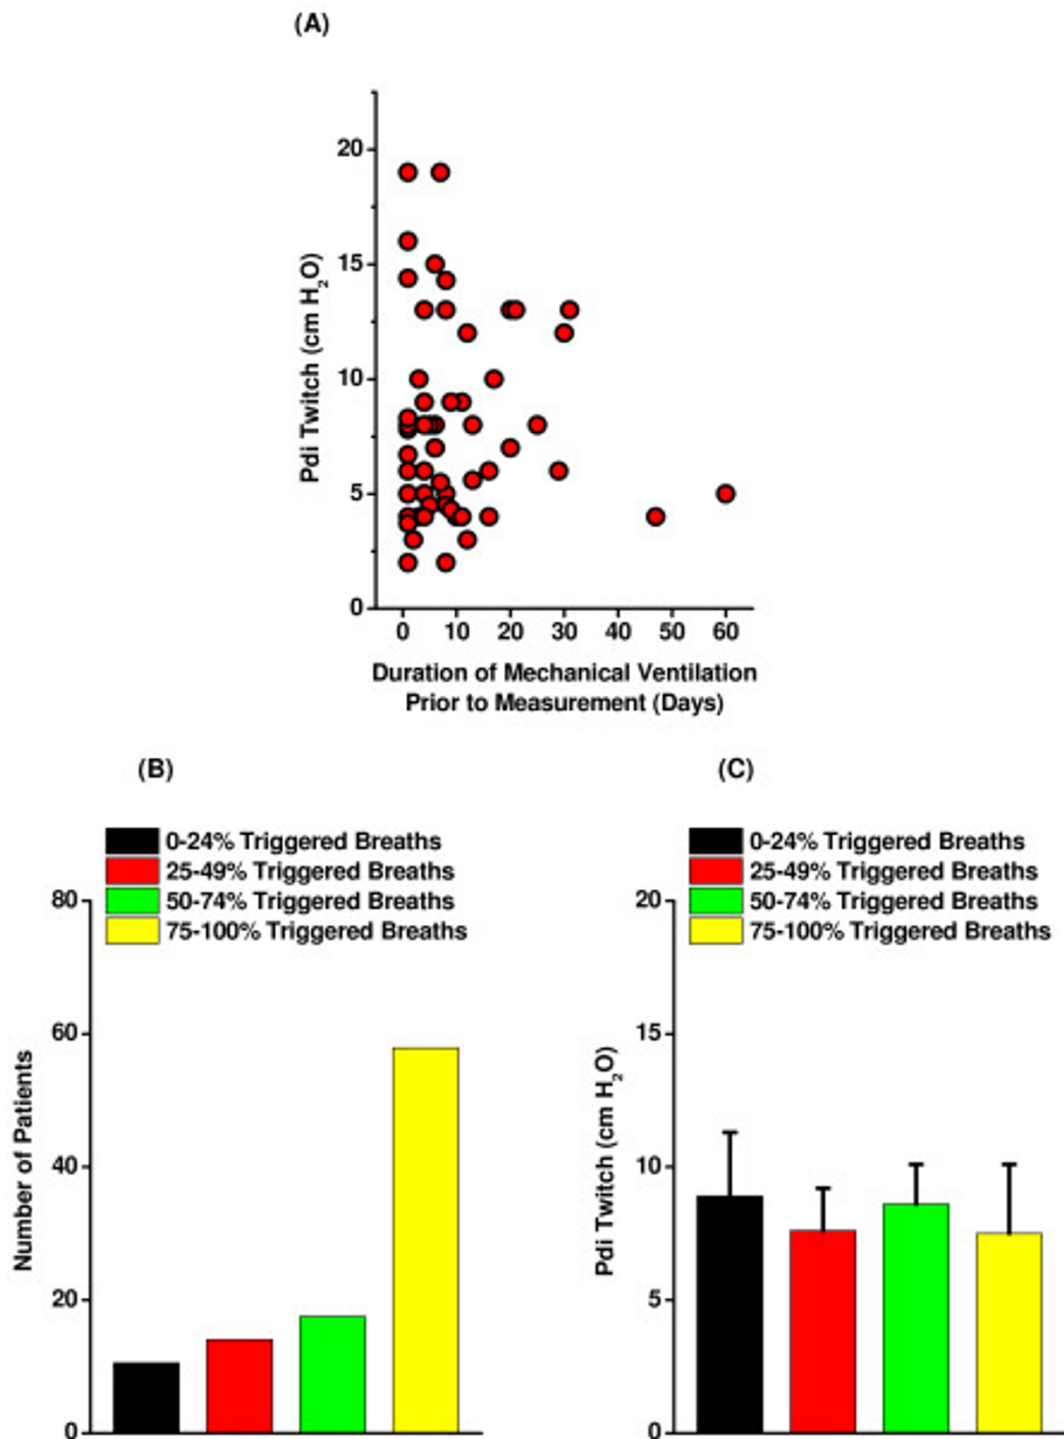 (A)
20
15
10
5
0
Pdi Twitch (cm H₂O)
0 10 20 30 40 50 60
Duration of Mechanical Ventilation
Prior to Measurement (Days)
(B)
0-24% Triggered Breaths
25-49% Triggered Breaths
50-74% Triggered Breaths
75-100% Triggered Breaths
80
60
40
20
0
Number of Patients
(C)
0-24% Triggered Breaths
25-49% Triggered Breaths
50-74% Triggered Breaths
75-100% Triggered Breaths
20
15
10
5
0
Pdi Twitch (cm H₂O)